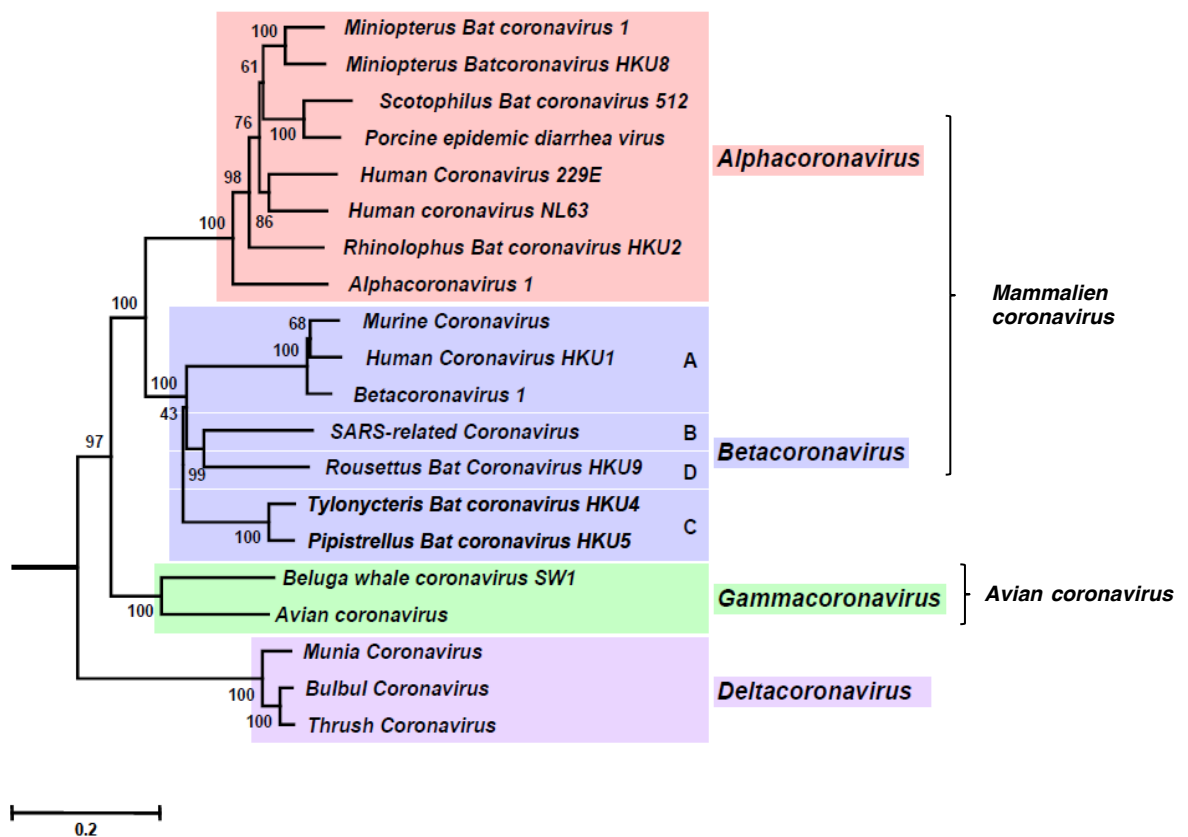 100
Miniopterus Bat coronavirus 1
61
Miniopterus Batcoronavirus HKU8
Scotophilus Bat coronavirus 512
76
100
Porcine epidemic diarrhea virus
Alphacoronavirus
98
Human Coronavirus 229E
100
86
Human coronavirus NL63
Rhinolophus Bat coronavirus HKU2
Alphacoronavirus 1
Mammalien
coronavirus
100
68
Murine Coronavirus
100
Human Coronavirus HKU1
A
100
Betacoronavirus 1
43
SARS-related Coronavirus
B
97
Betacoronavirus
99
Rousettus Bat Coronavirus HKU9
D
Tylonycteris Bat coronavirus HKU4
C
100
Pipistrellus Bat coronavirus HKU5
Beluga whale coronavirus SW1
Gammacoronavirus
Avian coronavirus
100
Avian coronavirus
Munia Coronavirus
100
Bulbul Coronavirus
Deltacoronavirus
100
Thrush Coronavirus
0.2